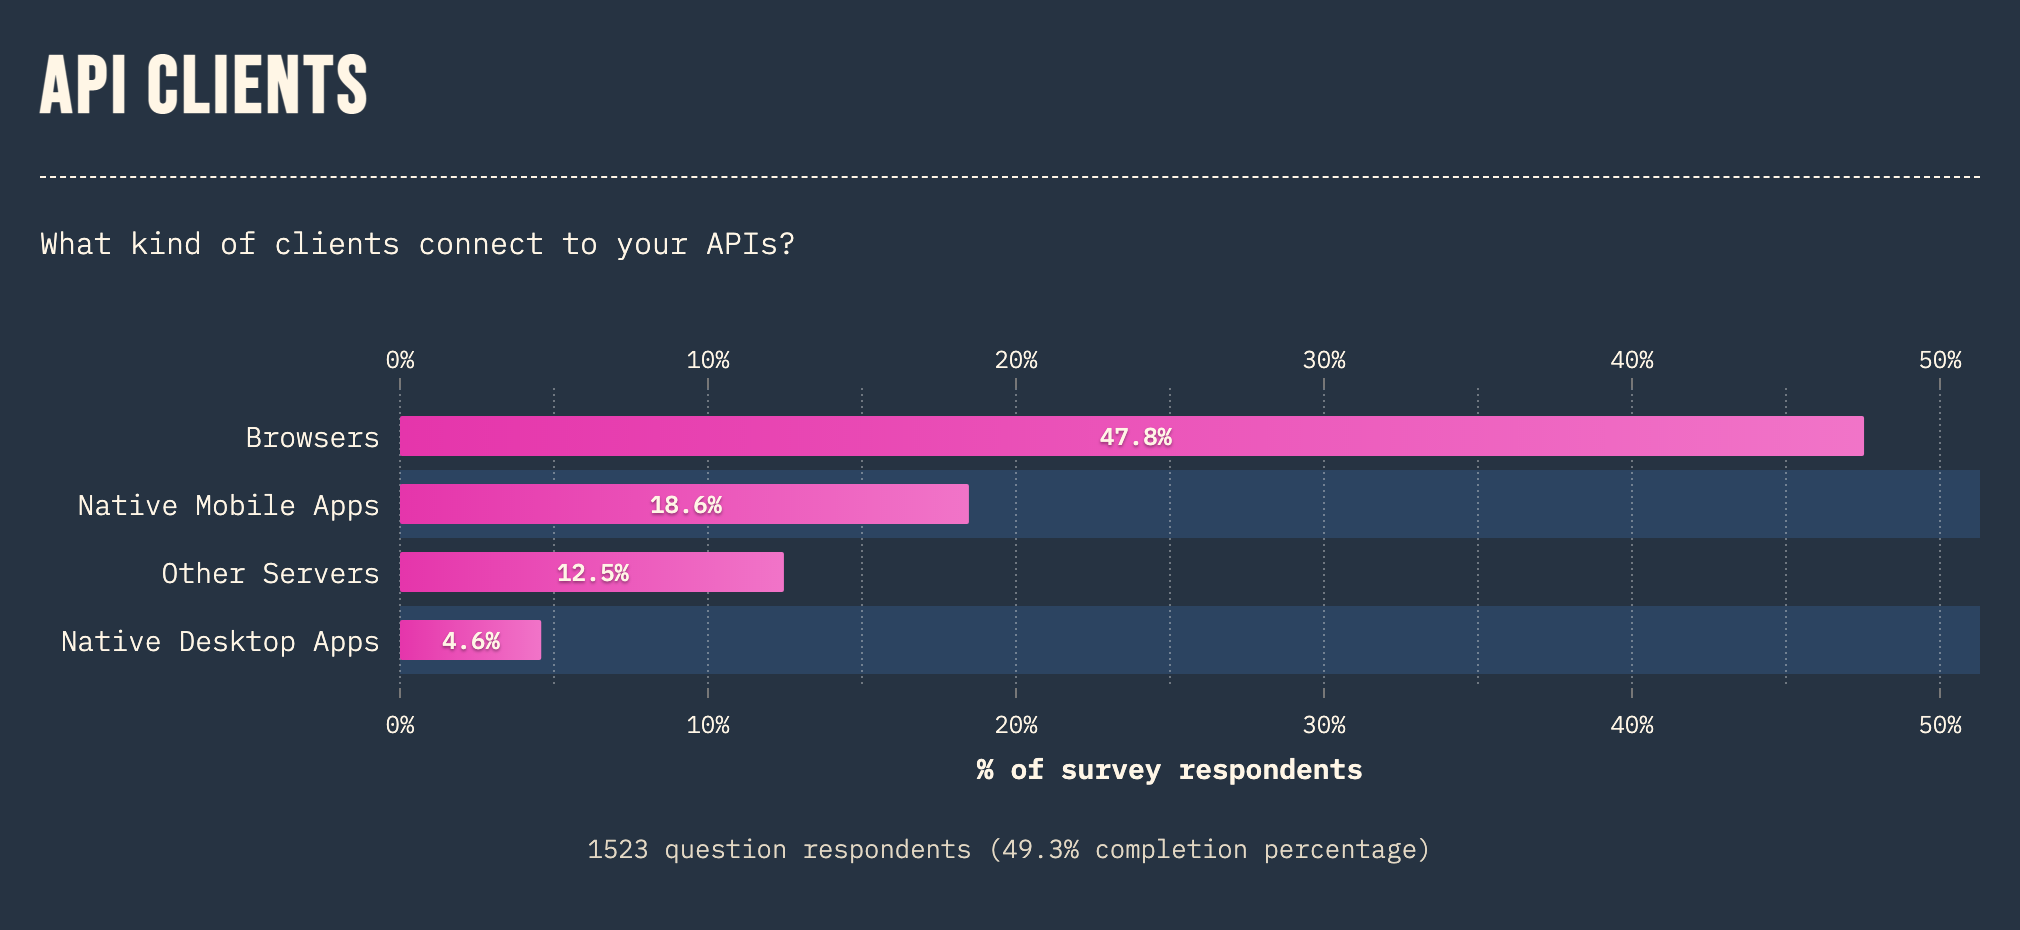 API CLIENTS
What kind of clients connect to your APIs?
0% 10% 20% 30% 40% 50%
Browsers 47.8%
Native Mobile Apps 18.6%
Other Servers 12.5%
Native Desktop Apps 4.6%
0% 10% 20% 30% 40% 50%
% of survey respondents
1523 question respondents (49.3% completion percentage)